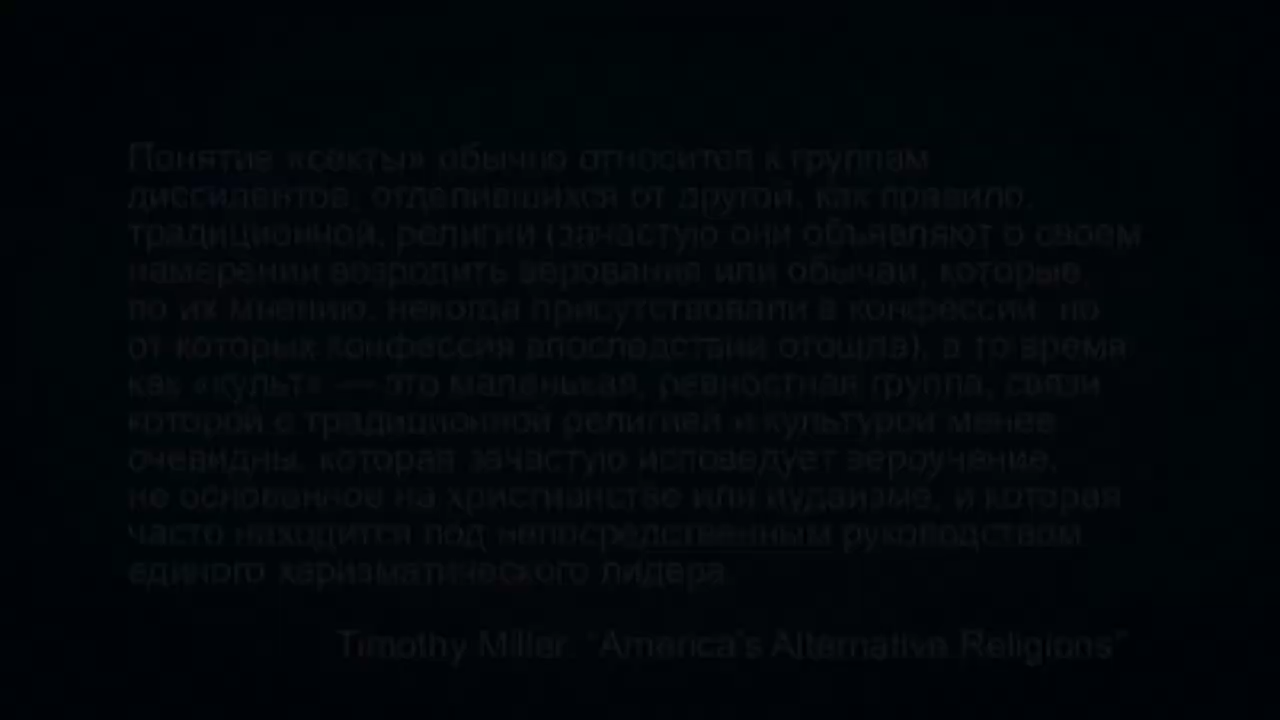 Понятие «секты» обычно относится к группам
диссидентов, отделившихся от другой, как правило,
традиционной, религии (зачастую они объявляют о своем
намерении возродить верования или обычаи, которые,
по их мнению, некогда присутствовали в конфессии, но
от которых конфессия впоследствии отошла), в то время
как «культ» — это маленькая, ревностная группа, связи
которой с традиционной религией и культурой менее
очевидны, которая зачастую исповедует вероучение,
не основанное на христианстве или иудаизме, и которая
часто находится под непосредственным руководством
единого харизматического лидера.
Timothy Miller. "America's Alternative Religions"